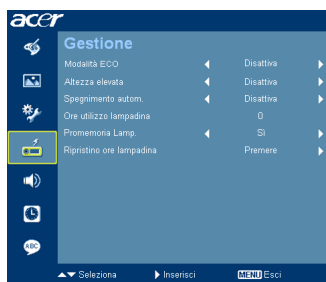 acer
Gestione
Modalità ECO Disattiva
Altezza elevata Disattiva
Spegnimento autom. Disattiva
Ore utilizzo lampadina 0
Promemoria Lamp. Sì
Ripristino ore lampadina Premere
ABC
Seleziona Inserisci MENU Esci